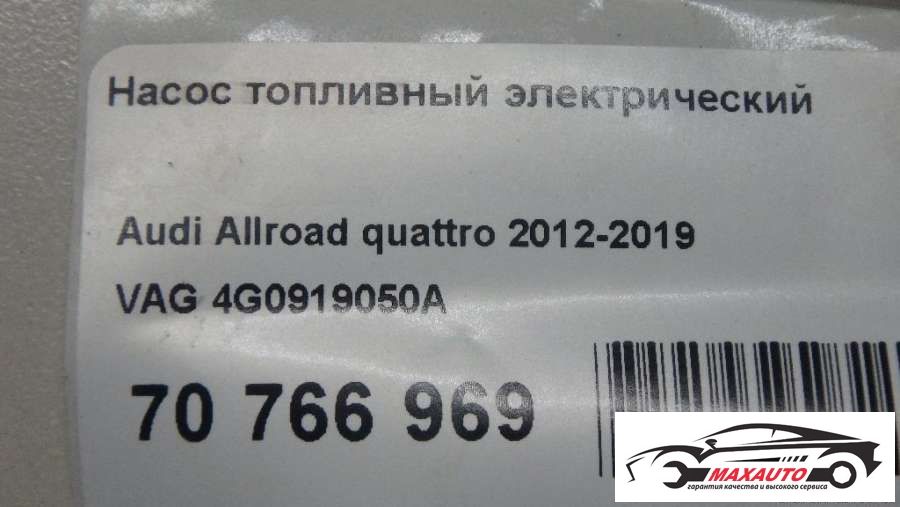 Насос топливный электрический
Audi Allroad quattro 2012-2019
VAG 4G0919050A
70 766 969
MAXAUTO
гарантия качества и высокого сервиса